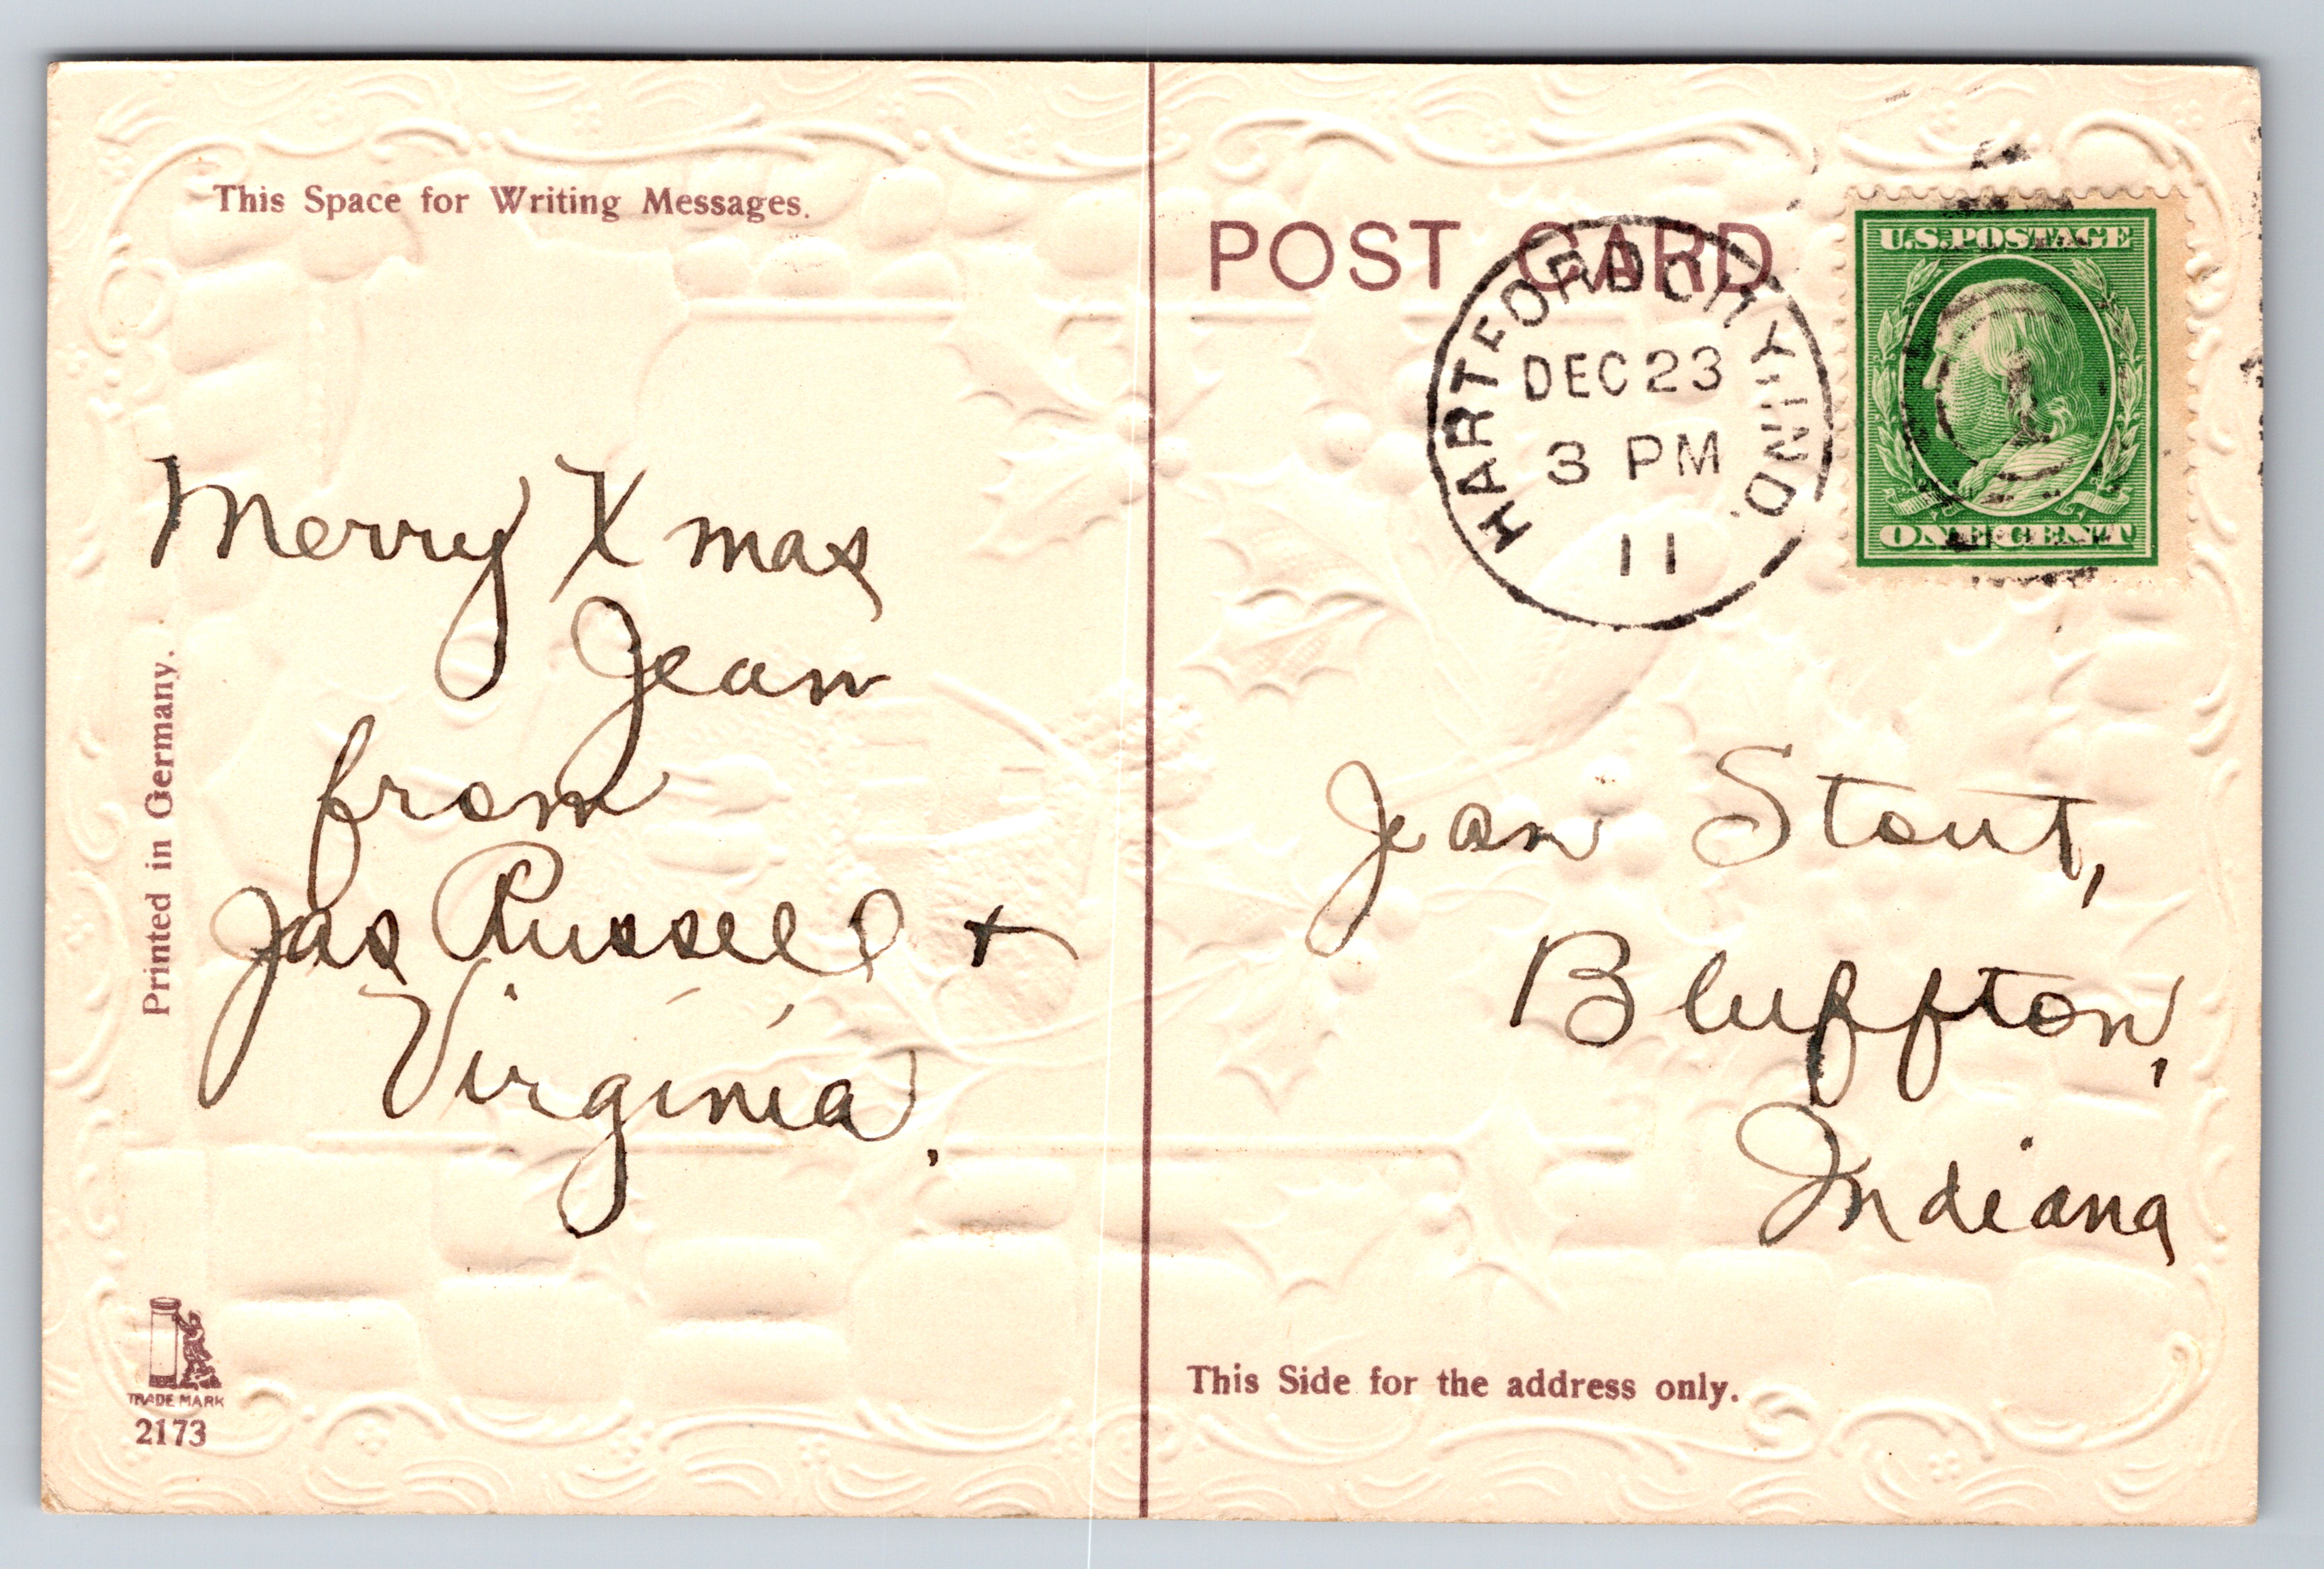 This Space for Writing Messages.
Merry Xmas
Jean
from
Jas Russell +
Virginia.
Printed in Germany.
TRADE MARK
2173
POST CARD
HARTFORD CITY, IND.
DEC 23
3 PM
11
U.S. POSTAGE
1
ONE CENT
Jean Stout,
Bluffton,
Indiana
This Side for the address only.